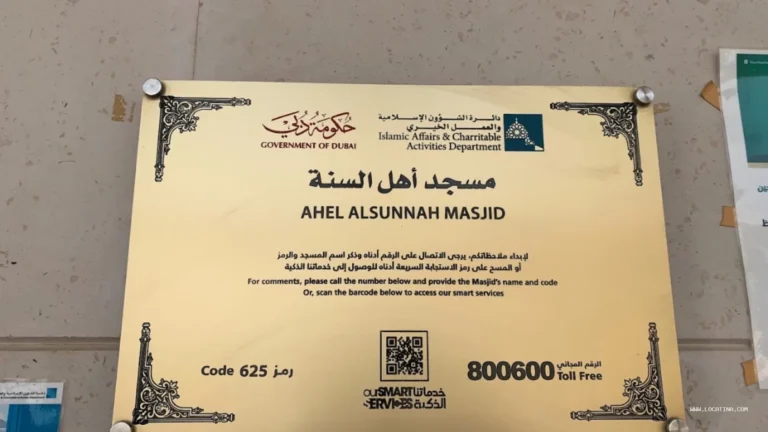 حكومة دبي
GOVERNMENT OF DUBAI
دائرة الشؤون الإسلامية
والعمل الخيري
Islamic Affairs & Charritable
Activities Department
مسجد أهل السنة
AHEL ALSUNNAH MASJID
لإبداء ملاحظاتكم، يرجى الاتصال على الرقم أدناه وذكر اسم المسجد والرمز
أو المسح على رمز الاستجابة السريعة أدناه للوصول إلى خدماتنا الذكية
For comments, please call the number below and provide the Masjid's name and code
Or, scan the barcode below to access our smart services
Code 625 رمز
ourSMART خدماتنا
SERVICES الذكية
800600 الرقم المجاني
Toll Free
WWW.LOCATINA.COM